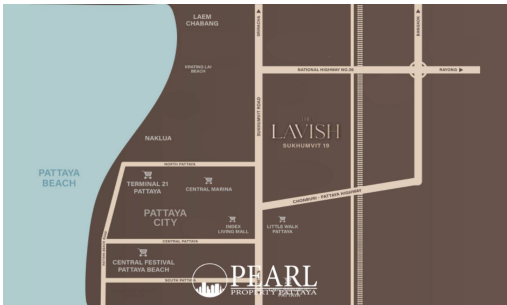 LAEM
CHABANG
KRATING LAI
BEACH
NATIONAL HIGHWAY NO.36
RAYONG
SUKHUMVIT ROAD
THE
LAVISH
SUKHUMVIT 19
NAKLUA
NORTH PATTAYA
PATTAYA
BEACH
TERMINAL 21
PATTAYA
CENTRAL MARINA
CHONBURI - PATTAYA HIGHWAY
PATTAYA
CITY
INDEX
LIVING MALL
LITTLE WALK
PATTAYA
CENTRAL PATTAYA
CENTRAL FESTIVAL
PATTAYA BEACH
SOUTH PATTAYA
PEARL
PROPERTY PATTAYA